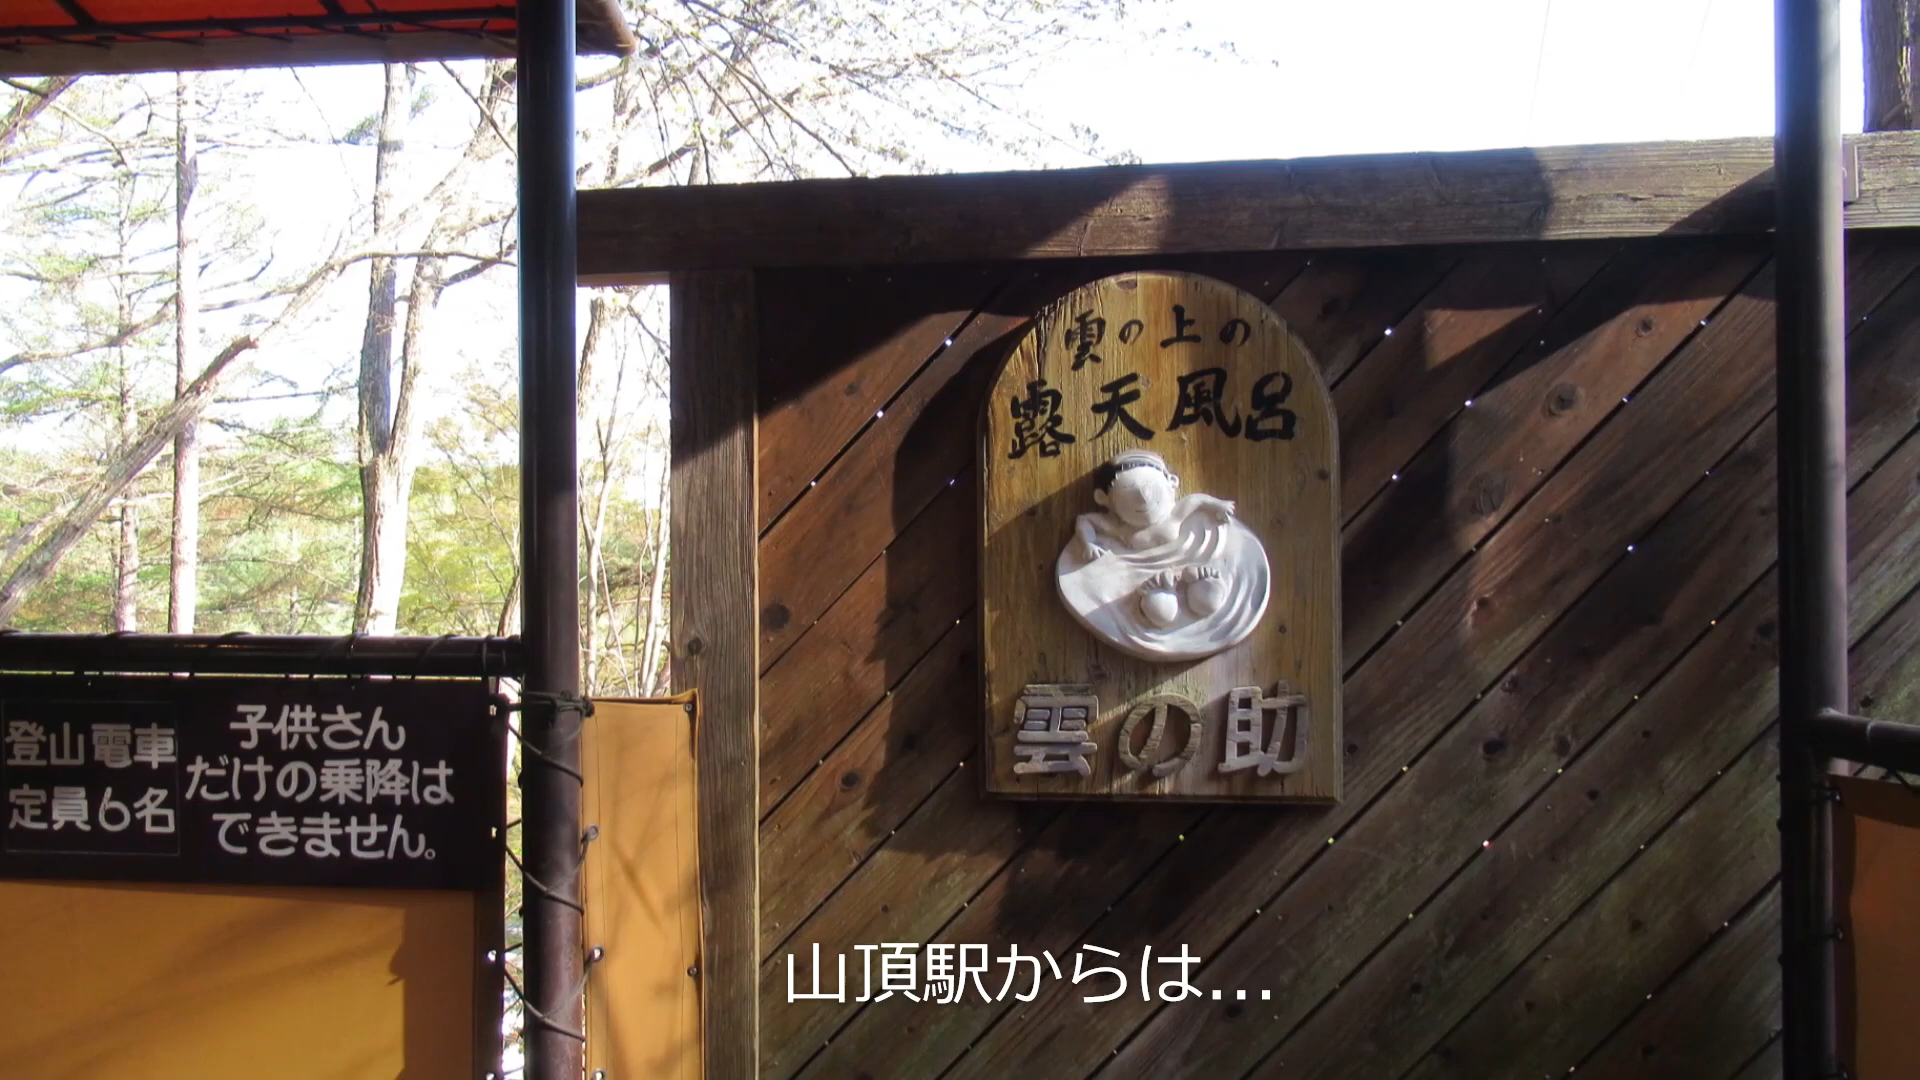 雲の上の
露天風呂
雲の助
登山電車
定員6名
子供さん
だけの乗降は
できません。
山頂駅からは...